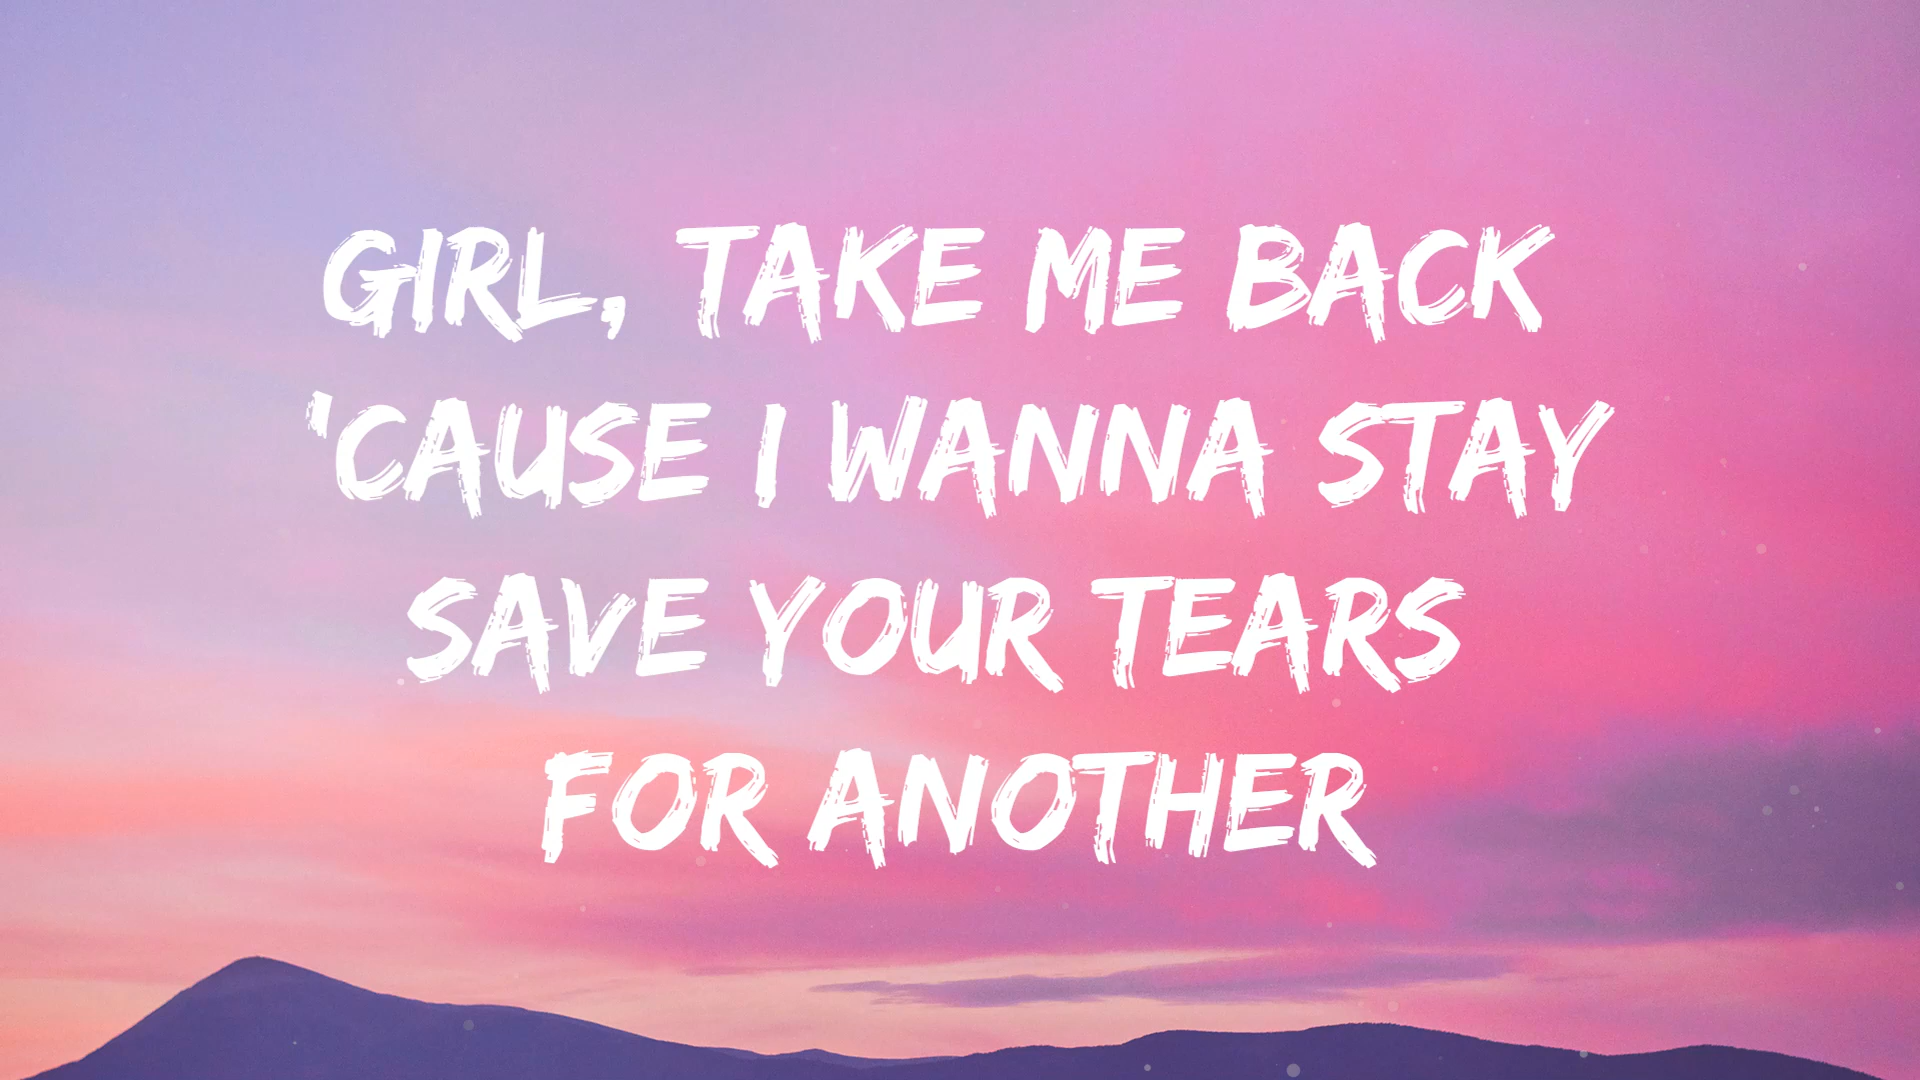 GIRL, TAKE ME BACK
'CAUSE I WANNA STAY
SAVE YOUR TEARS
FOR ANOTHER